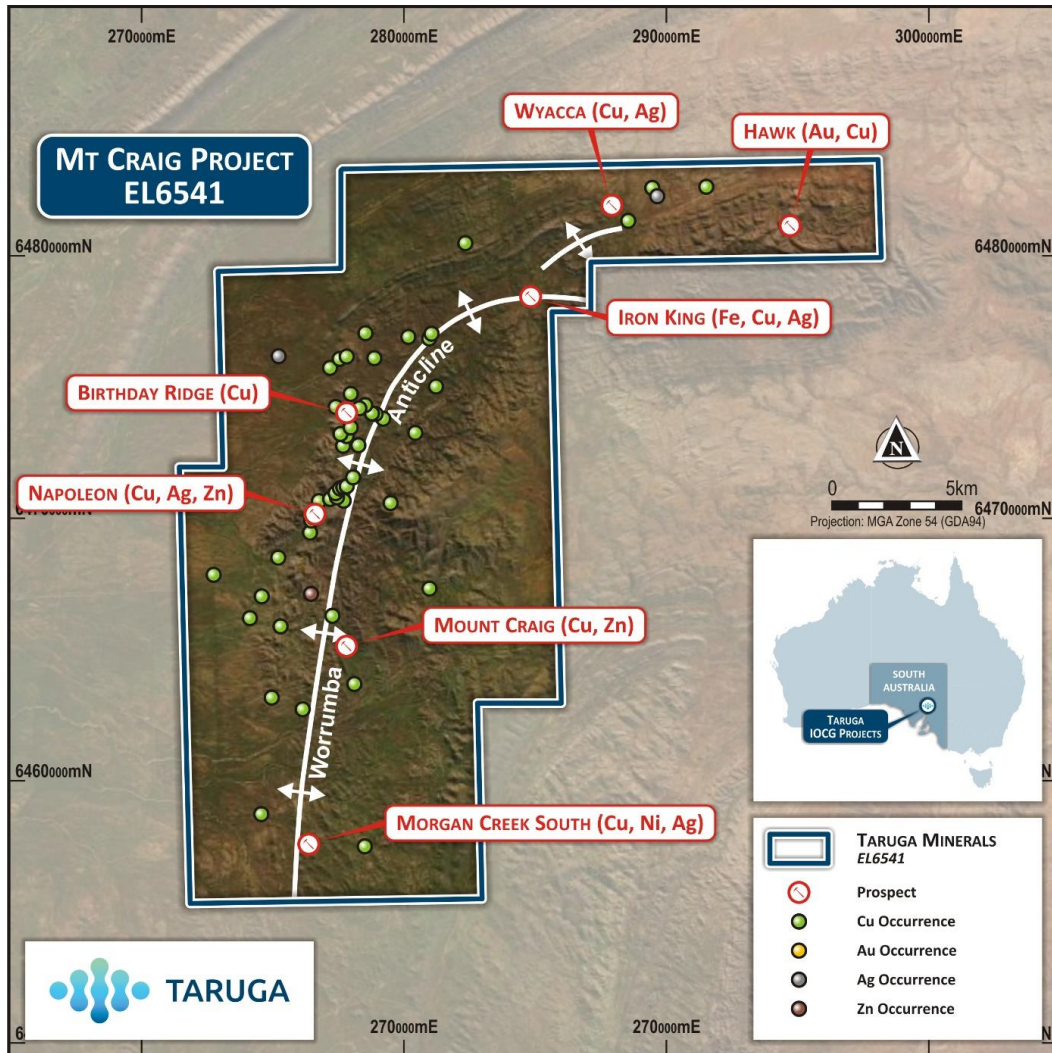 270000mE
280000mE
290000mE
300000mE
WYACCA (Cu, Ag)
HAWK (Au, Cu)
MT CRAIG PROJECT
EL6541
6480000mN
6480000mN
IRON KING (Fe, Cu, Ag)
Anticline
BIRTHDAY RIDGE (Cu)
N
NAPOLEON (Cu, Ag, Zn)
0
5km
6470000mN
Projection: MGA Zone 54 (GDA94)
MOUNT CRAIG (Cu, Zn)
SOUTH
AUSTRALIA
TARUGA
IOCG PROJECTS
Worrumba
6460000mN
MORGAN CREEK SOUTH (Cu, Ni, Ag)
TARUGA MINERALS
EL6541
Prospect
Cu Occurrence
Au Occurrence
Ag Occurrence
Zn Occurrence
TARUGA
270000mE
270000mE